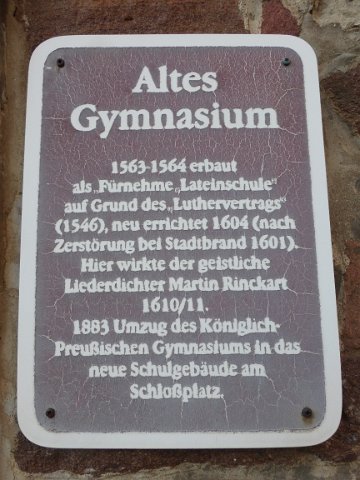 Altes
Gymnasium
1563-1564 erbaut
als „Fürnehme „Lateinschule“
auf Grund des „Luthervertrags“
(1546), neu errichtet 1604 (nach
Zerstörung bei Stadtbrand 1601).
Hier wirkte der geistliche
Liederdichter Martin Rinckart
1610/11.
1883 Umzug des Königlich-
Preußischen Gymnasiums in das
neue Schulgebäude am
Schloßplatz.